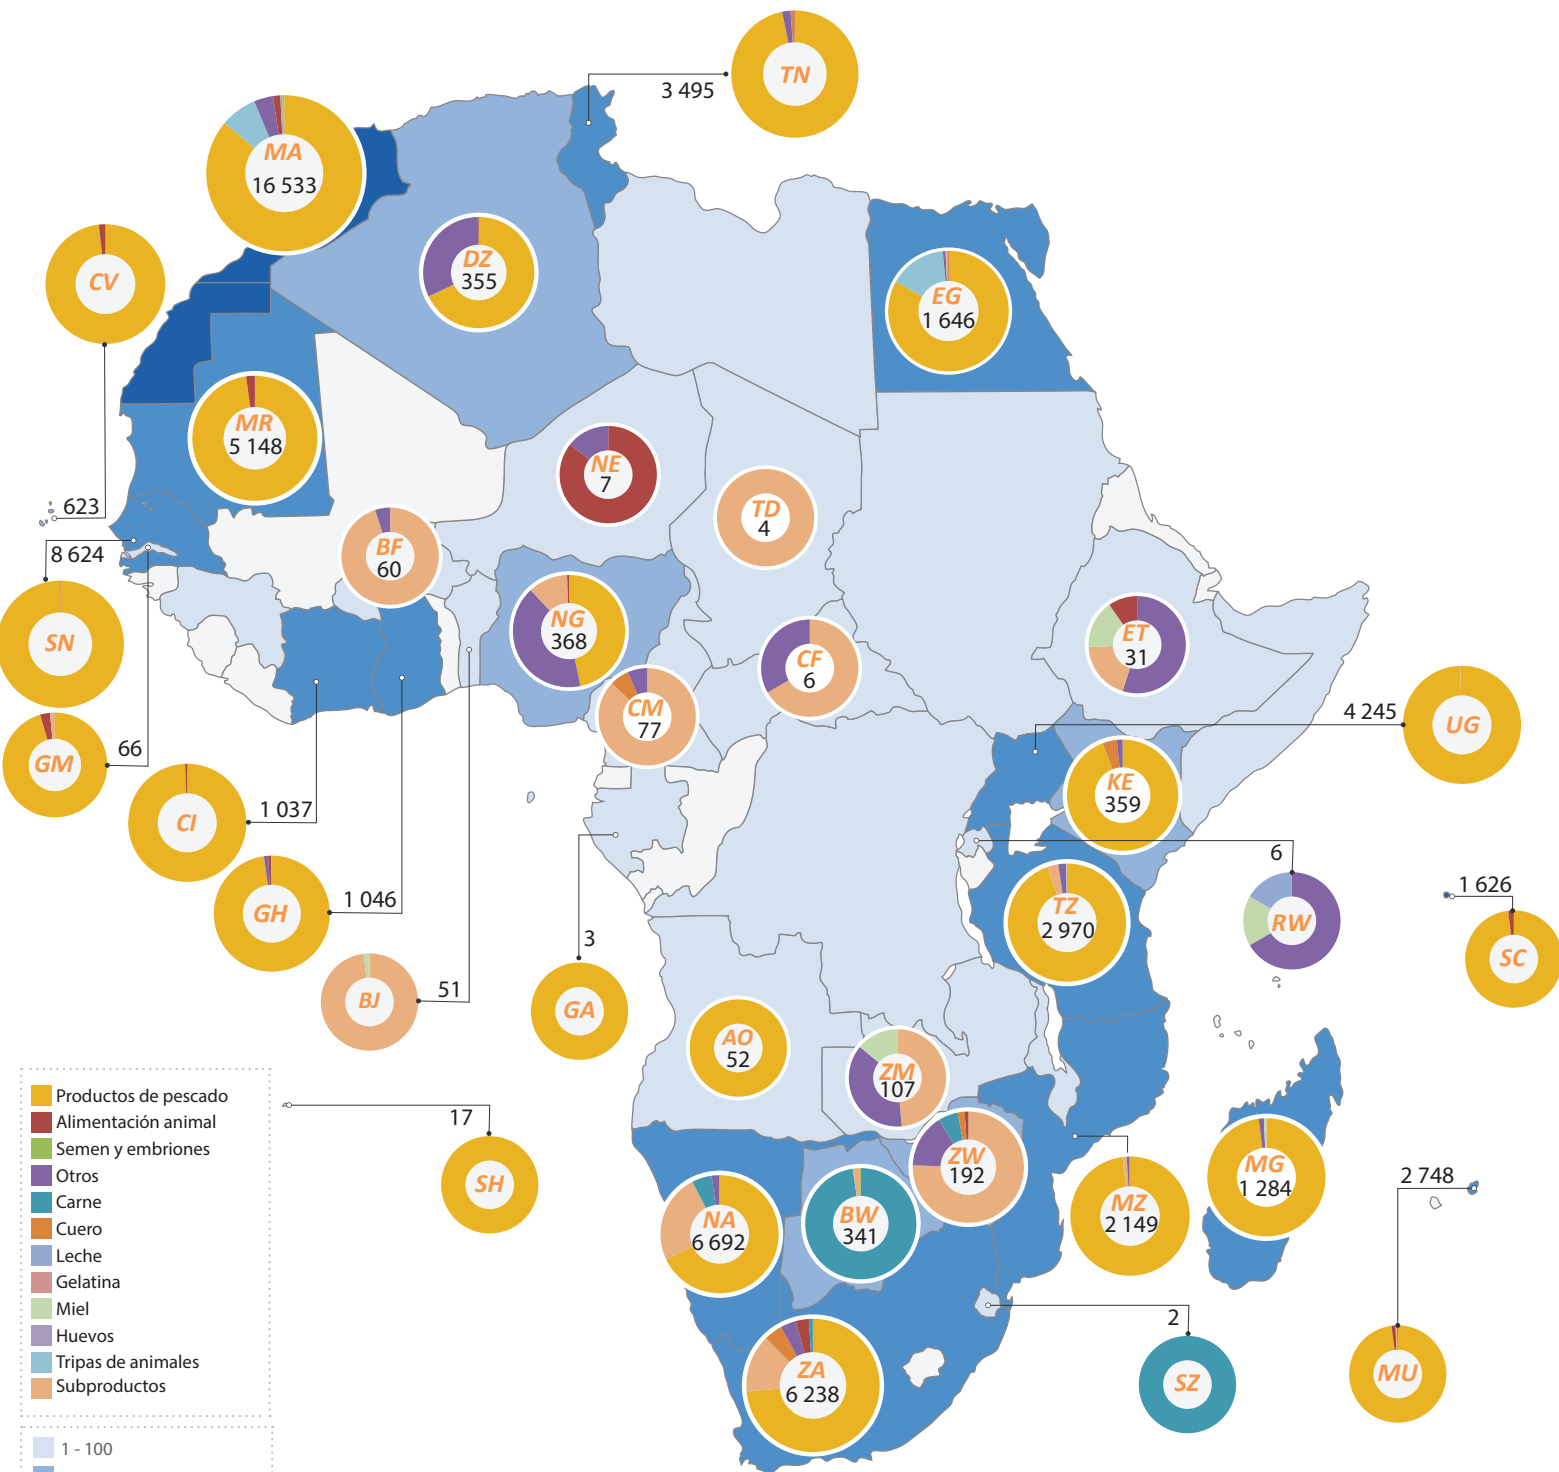 TN
3 495
MA
16 533
CV
DZ
355
EG
1 646
MR
5 148
NE
7
TD
4
623
8 624
BF
60
SN
NG
368
CF
6
ET
31
CM
77
4 245
UG
GM
66
KE
359
CI
1 037
6
GH
1 046
TZ
2 970
RW
1 626
SC
BJ
51
3
GA
AO
52
ZM
107
Productos de pescado
Alimentación animal
Semen y embriones
Otros
Carne
Cuero
Leche
Gelatina
Miel
Huevos
Tripas de animales
Subproductos
17
SH
ZW
192
MG
1 284
2 748
NA
6 692
BW
341
MZ
2 149
2
SZ
MU
ZA
6 238
1 - 100